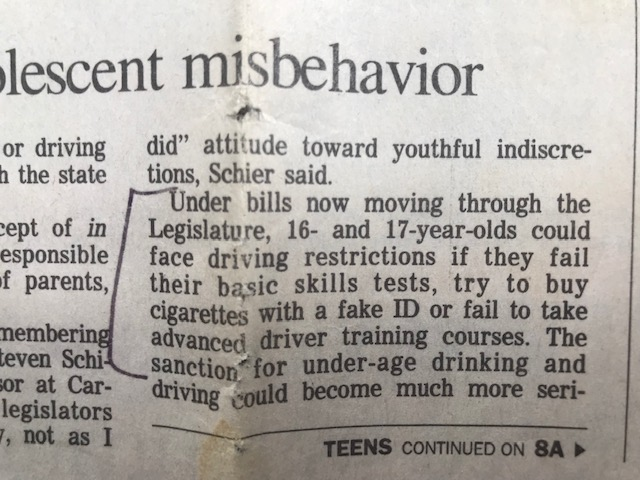 olescent misbehavior
or driving
h the state
cept of in
esponsible
of parents,
membering
teven Schi-
sor at Car-
legislators
, not as I
did” attitude toward youthful indiscre-
tions, Schier said.
Under bills now moving through the
Legislature, 16- and 17-year-olds could
face driving restrictions if they fail
their basic skills tests, try to buy
cigarettes with a fake ID or fail to take
advanced driver training courses. The
sanction for under-age drinking and
driving could become much more seri-
TEENS CONTINUED ON 8A ▶